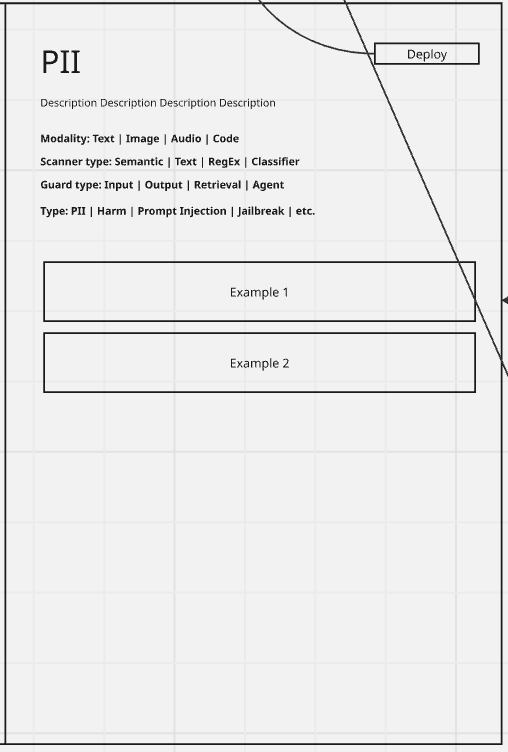 PII
Deploy
Description Description Description Description
Modality: Text | Image | Audio | Code
Scanner type: Semantic | Text | RegEx | Classifier
Guard type: Input | Output | Retrieval | Agent
Type: PII | Harm | Prompt Injection | Jailbreak | etc.
Example 1
Example 2